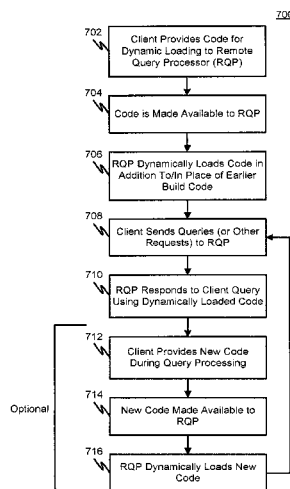 700
702
Client Provides Code for
Dynamic Loading to Remote
Query Processor (RQP)
704
Code is Made Available to RQP
706
RQP Dynamically Loads Code in
Addition To/In Place of Earlier
Build Code
708
Client Sends Queries (or Other
Requests) to RQP
710
RQP Responds to Client Query
Using Dynamically Loaded Code
712
Client Provides New Code
During Query Processing
Optional
714
New Code Made Available to
RQP
716
RQP Dynamically Loads New
Code